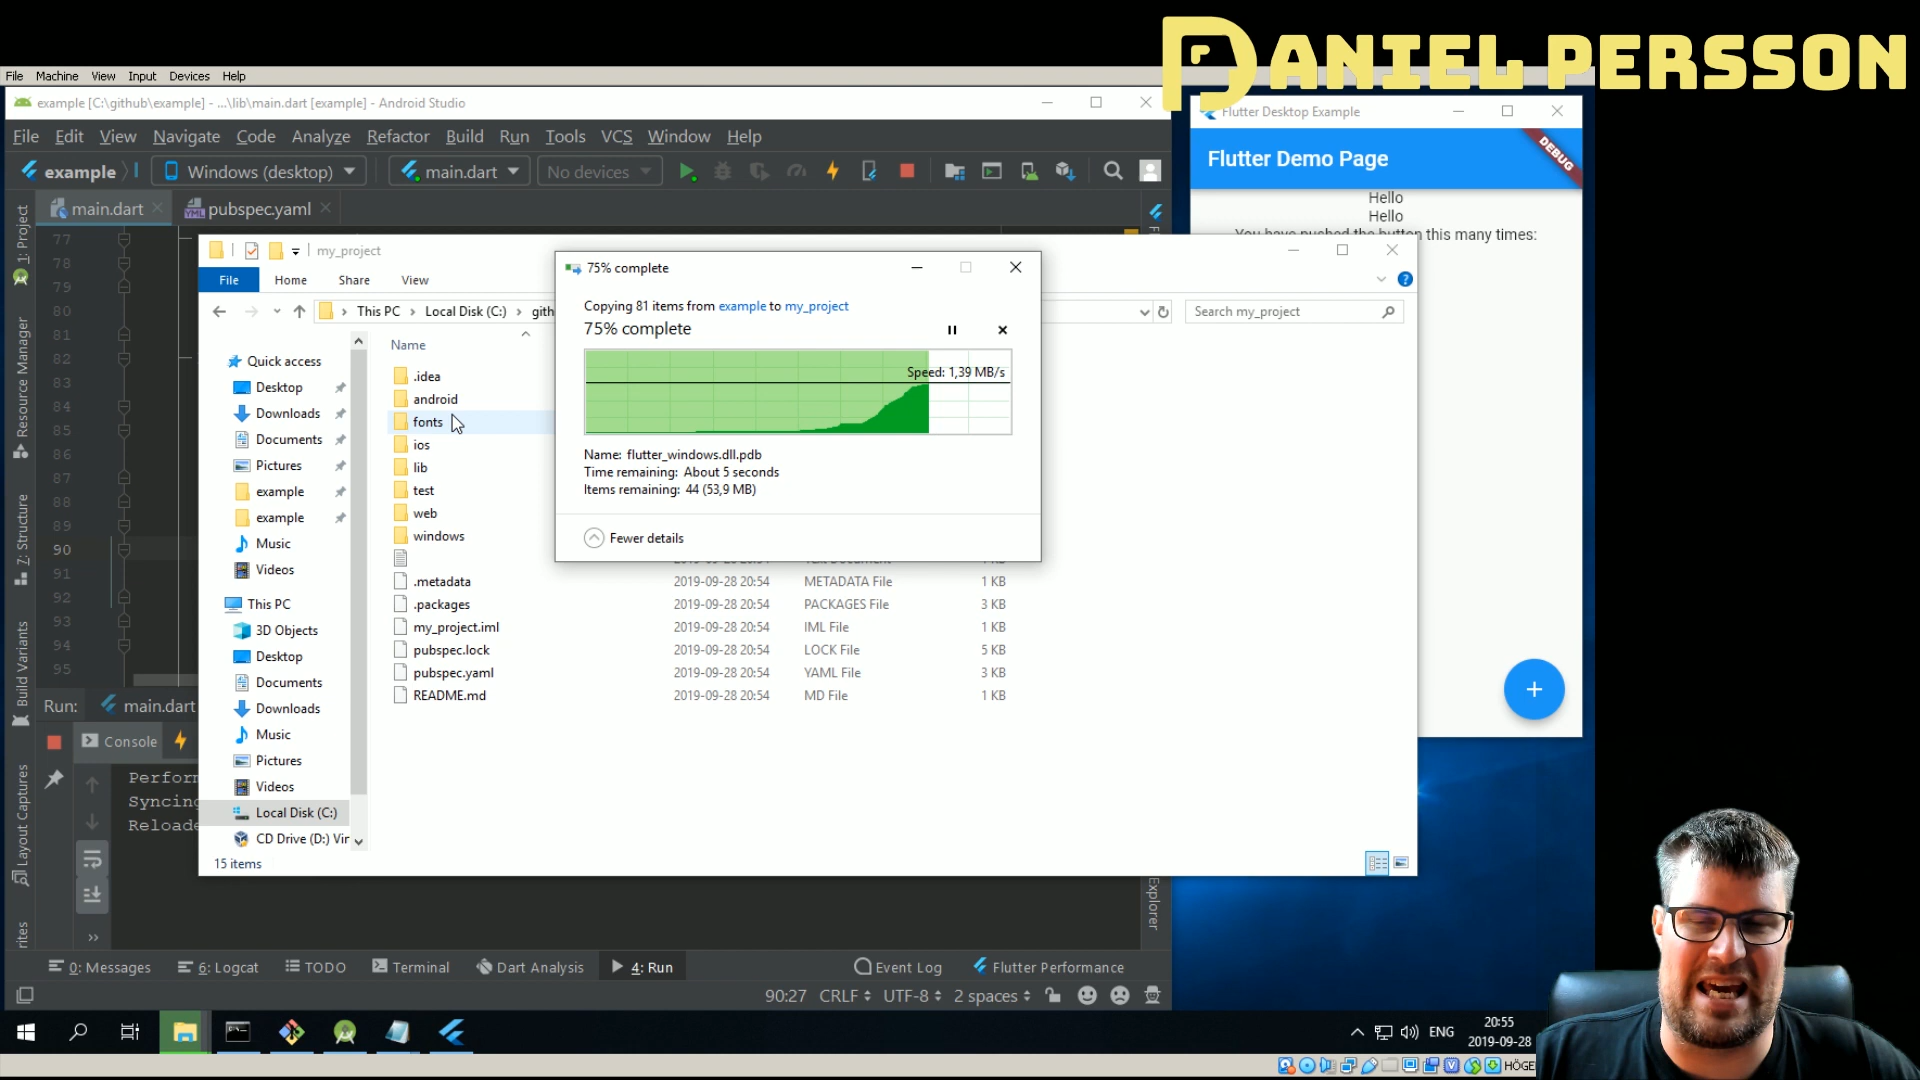 DANIEL PERSSON
File Machine View Input Devices Help
example [C:\github\example] - ...\lib\main.dart [example] - Android Studio
Flutter Desktop Example
File Edit View Navigate Code Analyze Refactor Build Run Tools VCS Window Help
Flutter Demo Page
DEBUG
example
Windows (desktop)
main.dart
No devices
main.dart
pubspec.yaml
Hello
Hello
You have pushed the button this many times:
my_project
File Home Share View
This PC > Local Disk (C:) > gith
Search my_project
75% complete
Copying 81 items from example to my_project
75% complete
Speed: 1,39 MB/s
Name: flutter_windows.dll.pdb
Time remaining: About 5 seconds
Items remaining: 44 (53,9 MB)
Fewer details
Quick access
Desktop
Downloads
Documents
Pictures
example
example
Music
Videos
This PC
3D Objects
Desktop
Documents
Downloads
Music
Pictures
Videos
Local Disk (C:)
CD Drive (D:) Vir
15 items
Name
.idea
android
fonts
ios
lib
test
web
windows
.metadata 2019-09-28 20:54 METADATA File 1 KB
.packages 2019-09-28 20:54 PACKAGES File 3 KB
my_project.iml 2019-09-28 20:54 IML File 1 KB
pubspec.lock 2019-09-28 20:54 LOCK File 5 KB
pubspec.yaml 2019-09-28 20:54 YAML File 3 KB
README.md 2019-09-28 20:54 MD File 1 KB
1: Project
Resource Manager
7: Structure
Build Variants
Layout Captures
rites
77
78
79
80
81
82
83
84
85
86
87
88
89
90
91
92
93
94
95
Run: main.dart
Console
Perforn
Syncing
Reloade
Explorer
0: Messages 6: Logcat TODO Terminal Dart Analysis 4: Run Event Log Flutter Performance
90:27 CRLF UTF-8 2 spaces
ENG
20:55
2019-09-28
HÖGE